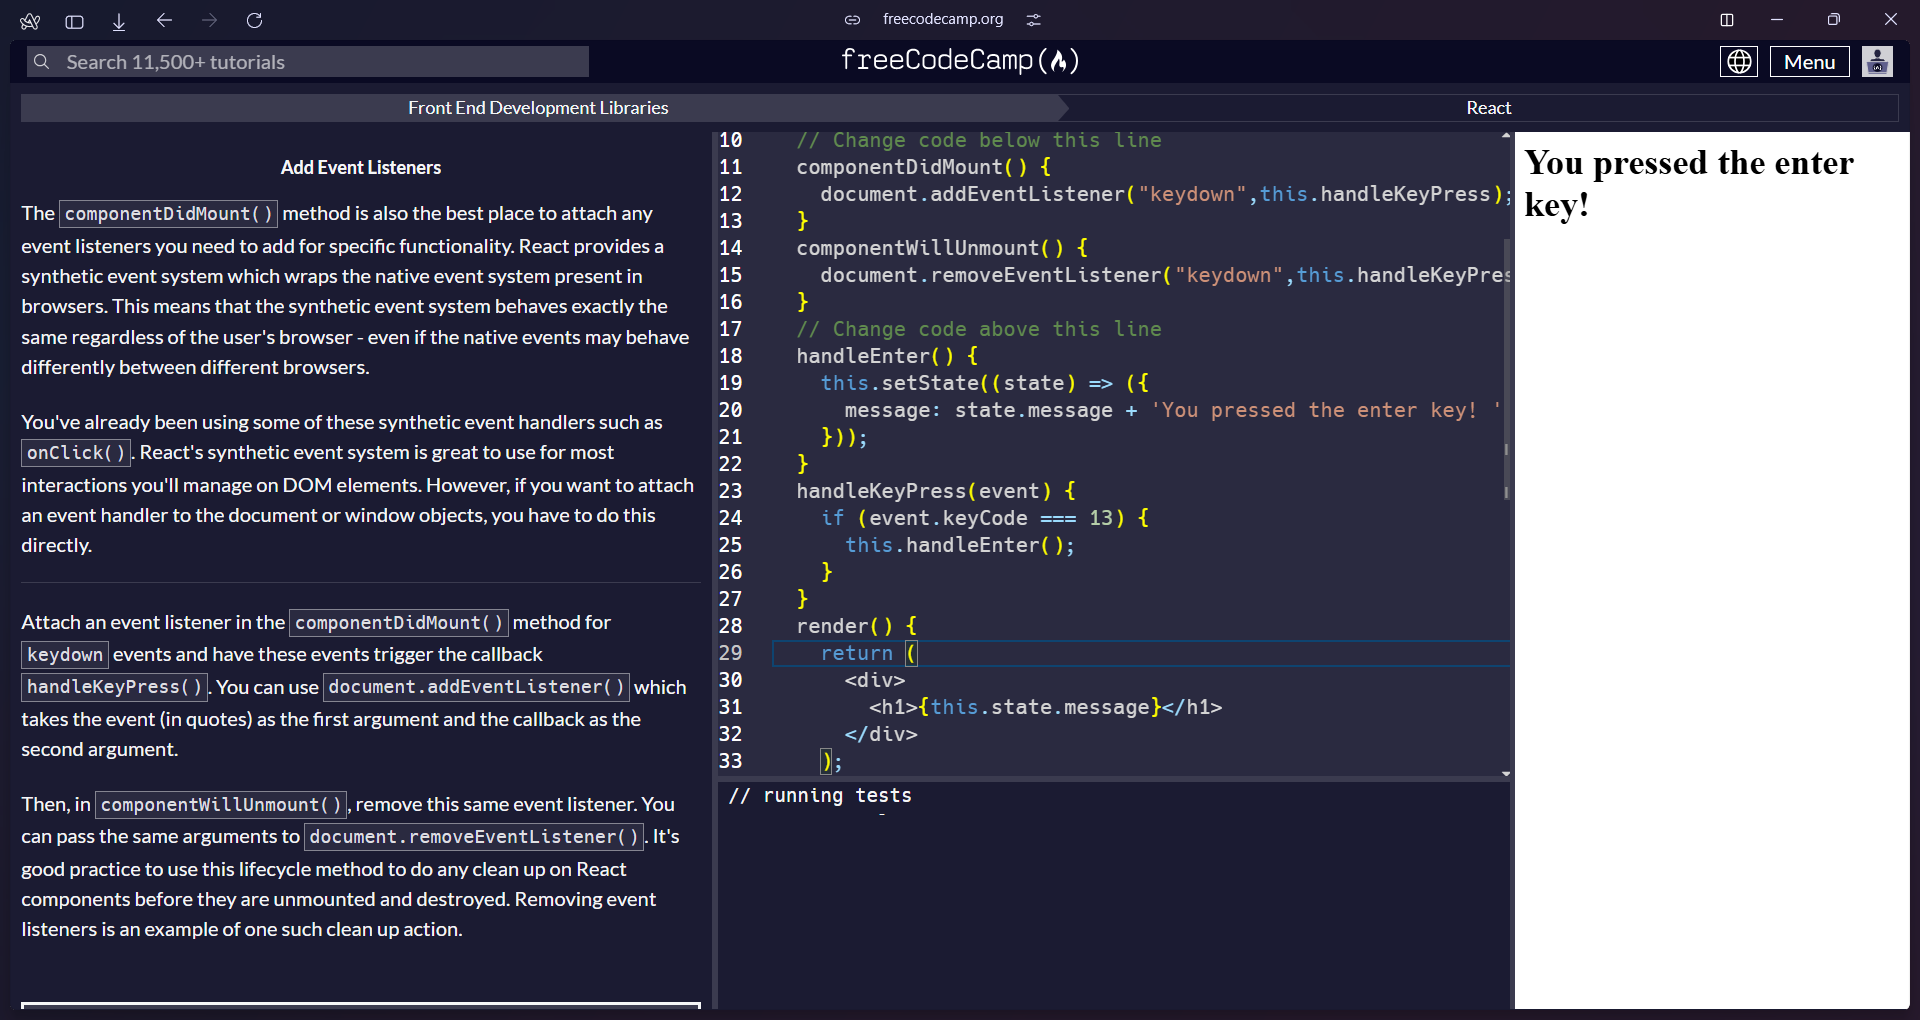 freecodecamp.org
Search 11,500+ tutorials
freeCodeCamp(
Menu
Front End Development Libraries
React
Add Event Listeners
The componentDidMount() method is also the best place to attach any
event listeners you need to add for specific functionality. React provides a
synthetic event system which wraps the native event system present in
browsers. This means that the synthetic event system behaves exactly the
same regardless of the user's browser - even if the native events may behave
differently between different browsers.
You've already been using some of these synthetic event handlers such as
onClick(). React's synthetic event system is great to use for most
interactions you'll manage on DOM elements. However, if you want to attach
an event handler to the document or window objects, you have to do this
directly.
Attach an event listener in the componentDidMount() method for
keydown events and have these events trigger the callback
handleKeyPress(). You can use document.addEventListener() which
takes the event (in quotes) as the first argument and the callback as the
second argument.
Then, in componentWillUnmount(), remove this same event listener. You
can pass the same arguments to document.removeEventListener(). It's
good practice to use this lifecycle method to do any clean up on React
components before they are unmounted and destroyed. Removing event
listeners is an example of one such clean up action.
10 // Change code below this line
11 componentDidMount() {
12 document.addEventListener("keydown",this.handleKeyPress);
13 }
14 componentWillUnmount() {
15 document.removeEventListener("keydown",this.handleKeyPres
16 }
17 // Change code above this line
18 handleEnter() {
19 this.setState((state) => ({
20 message: state.message + 'You pressed the enter key! '
21 }));
22 }
23 handleKeyPress(event) {
24 if (event.keyCode === 13) {
25 this.handleEnter();
26 }
27 }
28 render() {
29 return (
30 <div>
31 <h1>{this.state.message}</h1>
32 </div>
33 );
// running tests
You pressed the enter
key!